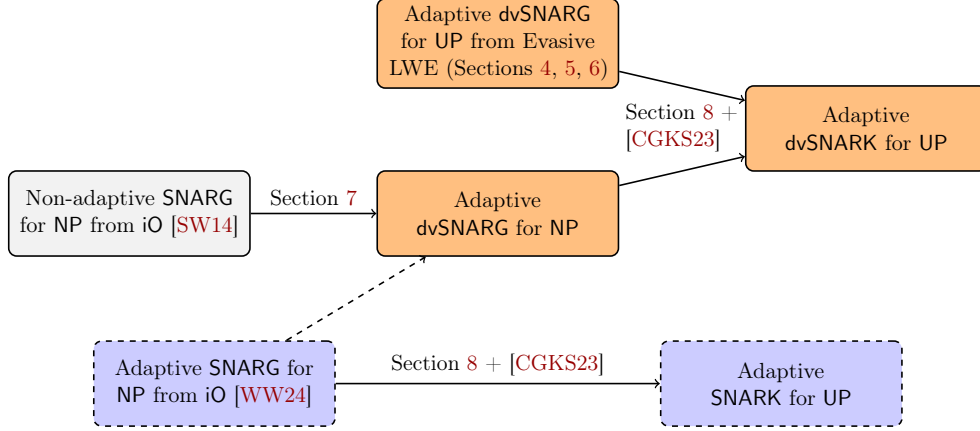 Adaptive dvSNARG
for UP from Evasive
LWE (Sections 4, 5, 6)
Section 8 +
[CGKS23]
Adaptive
dvSNARK for UP
Non-adaptive SNARG
for NP from iO [SW14]
Section 7
Adaptive
dvSNARG for NP
Adaptive SNARG for
NP from iO [WW24]
Section 8 + [CGKS23]
Adaptive
SNARK for UP